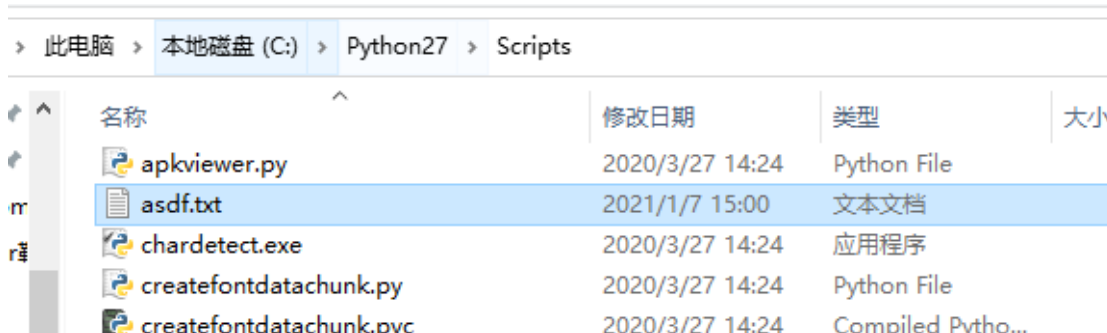 此电脑 > 本地磁盘 (C:) > Python27 > Scripts
名称 修改日期 类型 大小
apkviewer.py 2020/3/27 14:24 Python File
asdf.txt 2021/1/7 15:00 文本文档
chardetect.exe 2020/3/27 14:24 应用程序
createfontdatachunk.py 2020/3/27 14:24 Python File
createfontdatachunk.pyc 2020/3/27 14:24 Compiled Pytho...